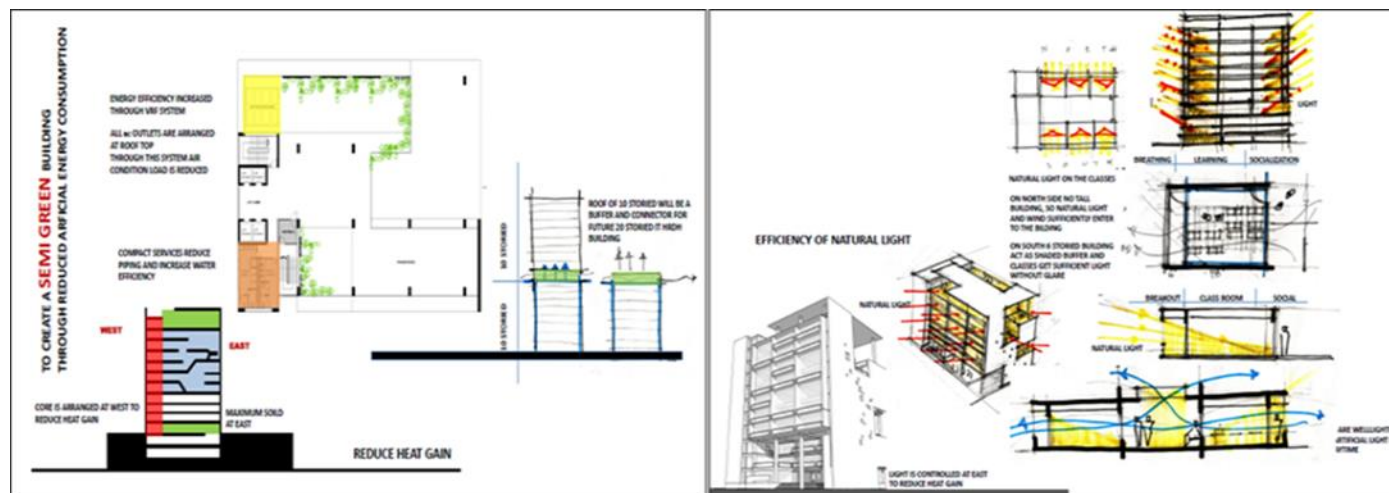 TO CREATE A SEMI GREEN BUILDING
THROUGH REDUCED ARIFICIAL ENERGY CONSUMPTION
ENERGY EFFICIENCY INCREASED
THROUGH VRF SYSTEM
ALL ac OUTLETS ARE ARRANGED
AT ROOF TOP
THROUGH THIS SYSTEM AIR
CONDITION LOAD IS REDUCED
COMPACT SERVICES REDUCE
PIPING AND INCREASE WATER
EFFICIENCY
WEST
EAST
CORE IS ARRANGED AT WEST TO
REDUCE HEAT GAIN
MAXIMUM SOILD
AT EAST
REDUCE HEAT GAIN
ROOF OF 10 STORIED WILL BE A
BUFFER AND CONNECTOR FOR
FUTURE 20 STORIED
BUILDING
10 STORIED
10 STORIED
EFFICIENCY OF NATURAL LIGHT
NATURAL LIGHT
LIGHT IS CONTROLLED AT EAST
TO REDUCE HEAT GAIN
LIGHT
BREATHING LEARNING SOCIALIZATION
NATURAL LIGHT ON THE CLASSES
ON NORTH SIDE NO TALL
BUILDING, SO NATURAL LIGHT
AND WIND SUFFICIENTLY ENTER
TO THE BILDING
ON SOUTH 6 STORIED BUILDING
ACT AS SHADED BUFFER AND
CLASSES GET SUFFICIENT LIGHT
WITHOUT GLARE
BREAKOUT CLASS ROOM SOCIAL
NATURAL LIGHT
ARE WELLLIGHT
ARTIFICIAL LIGHT